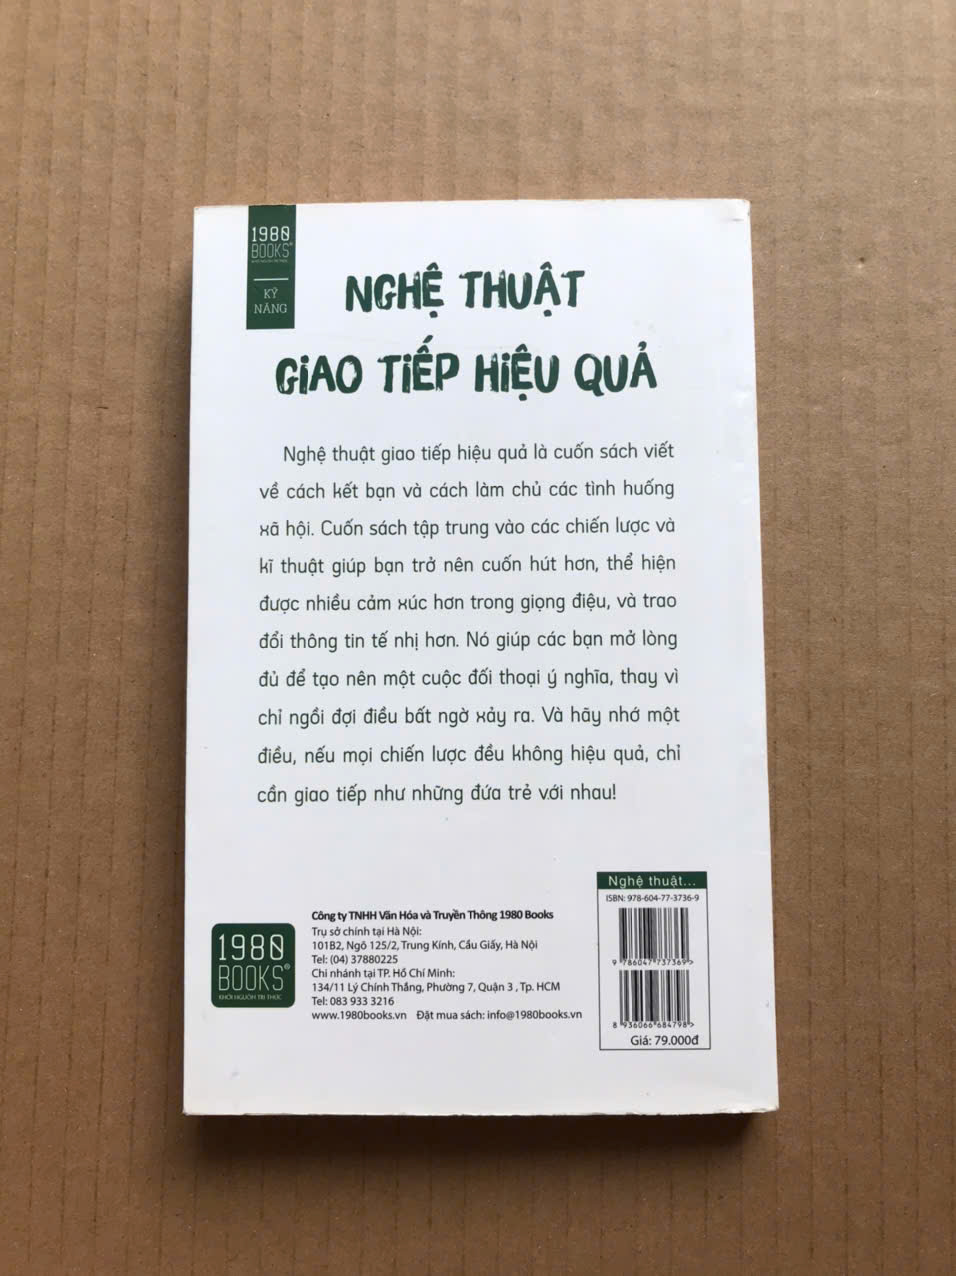 1980
BOOKS®
KHƠI NGUỒN TRI THỨC
KỸ
NĂNG
NGHỆ THUẬT
GIAO TIẾP HIỆU QUẢ
Nghệ thuật giao tiếp hiệu quả là cuốn sách viết
về cách kết bạn và cách làm chủ các tình huống
xã hội. Cuốn sách tập trung vào các chiến lược và
kĩ thuật giúp bạn trở nên cuốn hút hơn, thể hiện
được nhiều cảm xúc hơn trong giọng điệu, và trao
đổi thông tin tế nhị hơn. Nó giúp các bạn mở lòng
đủ để tạo nên một cuộc đối thoại ý nghĩa, thay vì
chỉ ngồi đợi điều bất ngờ xảy ra. Và hãy nhớ một
điều, nếu mọi chiến lược đều không hiệu quả, chỉ
cần giao tiếp như những đứa trẻ với nhau!
1980
BOOKS®
KHƠI NGUỒN TRI THỨC
Công ty TNHH Văn Hóa và Truyền Thông 1980 Books
Trụ sở chính tại Hà Nội:
101B2, Ngõ 125/2, Trung Kính, Cầu Giấy, Hà Nội
Tel: (04) 37880225
Chi nhánh tại TP. Hồ Chí Minh:
134/11 Lý Chính Thắng, Phường 7, Quận 3 , Tp. HCM
Tel: 083 933 3216
www.1980books.vn Đặt mua sách: info@1980books.vn
Nghệ thuật...
ISBN: 978-604-77-3736-9
9 786047 737369>
8 936066 684798>
Giá: 79.000đ